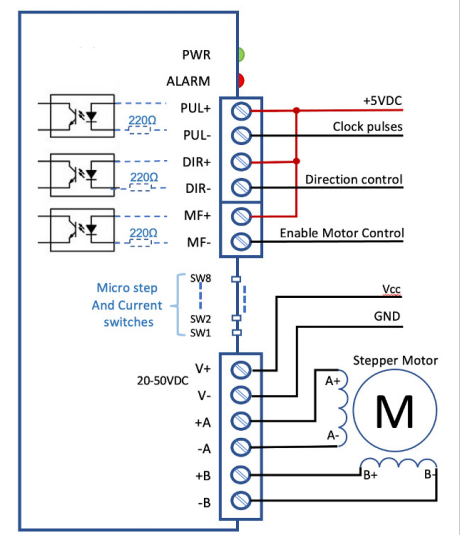 PWR
ALARM
PUL+
+5VDC
220Ω
Clock pulses
PUL-
DIR+
220Ω
Direction control
DIR-
MF+
220Ω
Enable Motor Control
MF-
SW8
Micro step
And Current
switches
SW2
SW1
Vcc
GND
V+
20-50VDC
V-
Stepper Motor
A+
M
+A
A-
-A
+B
B+
B-
-B